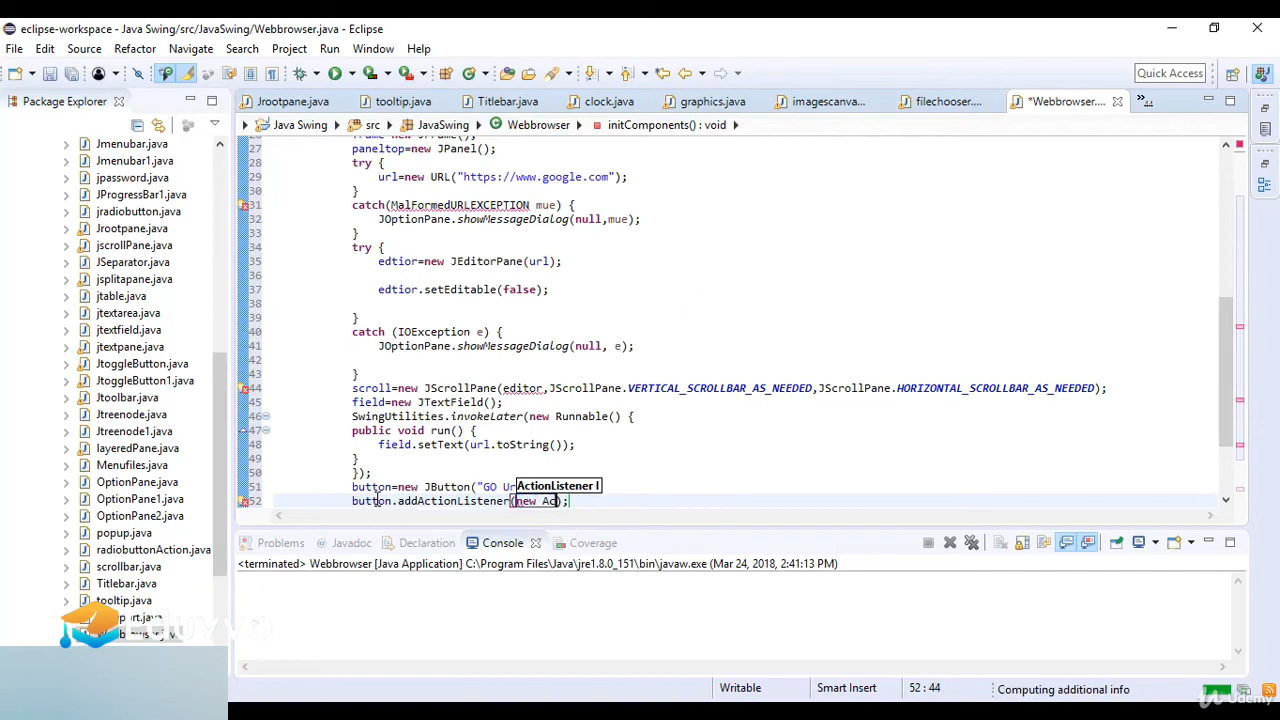 eclipse-workspace - Java Swing/src/JavaSwing/Webbrowser.java - Eclipse
File Edit Source Refactor Navigate Search Project Run Window Help
Quick Access
Package Explorer
Jrootpane.java tooltip.java Titlebar.java clock.java graphics.java imagescanva... filechooser.... *Webbrowser.... 44
Java Swing src JavaSwing Webbrowser initComponents() : void
Jmenubar.java
Jmenubar1.java
jpassword.java
JProgressBar1.java
jradiobutton.java
Jrootpane.java
jscrollPane.java
JSeparator.java
jsplitapane.java
jtable.java
jtextarea.java
jtextfield.java
jtextpane.java
JtoggleButton.java
JtoggleButton1.java
Jtoolbar.java
Jtreenode.java
Jtreenode1.java
layeredPane.java
Menufiles.java
OptionPane.java
OptionPane1.java
OptionPane2.java
popup.java
radiobuttonAction.java
scrollbar.java
Titlebar.java
tooltip.java
27 paneltop=new JPanel();
28 try {
29 url=new URL("https://www.google.com");
30 }
31 catch(MalFormedURLEXCEPTION mue) {
32 JOptionPane.showMessageDialog(null,mue);
33 }
34 try {
35 edtior=new JEditorPane(url);
36
37 edtior.setEditable(false);
38
39 }
40 catch (IOException e) {
41 JOptionPane.showMessageDialog(null, e);
42
43 }
44 scroll=new JScrollPane(editor,JScrollPane.VERTICAL_SCROLLBAR_AS_NEEDED,JScrollPane.HORIZONTAL_SCROLLBAR_AS_NEEDED);
45 field=new JTextField();
46 SwingUtilities.invokeLater(new Runnable() {
47 public void run() {
48 field.setText(url.toString());
49 }
50 });
51 button=new JButton("GO Ur
ActionListener l
52 button.addActionListener(new Ac);
Problems Javadoc Declaration Console Coverage
<terminated> Webbrowser [Java Application] C:\Program Files\Java\jre1.8.0_151\bin\javaw.exe (Mar 24, 2018, 2:41:13 PM)
Writable Smart Insert 52 : 44 Computing additional info
Udemy